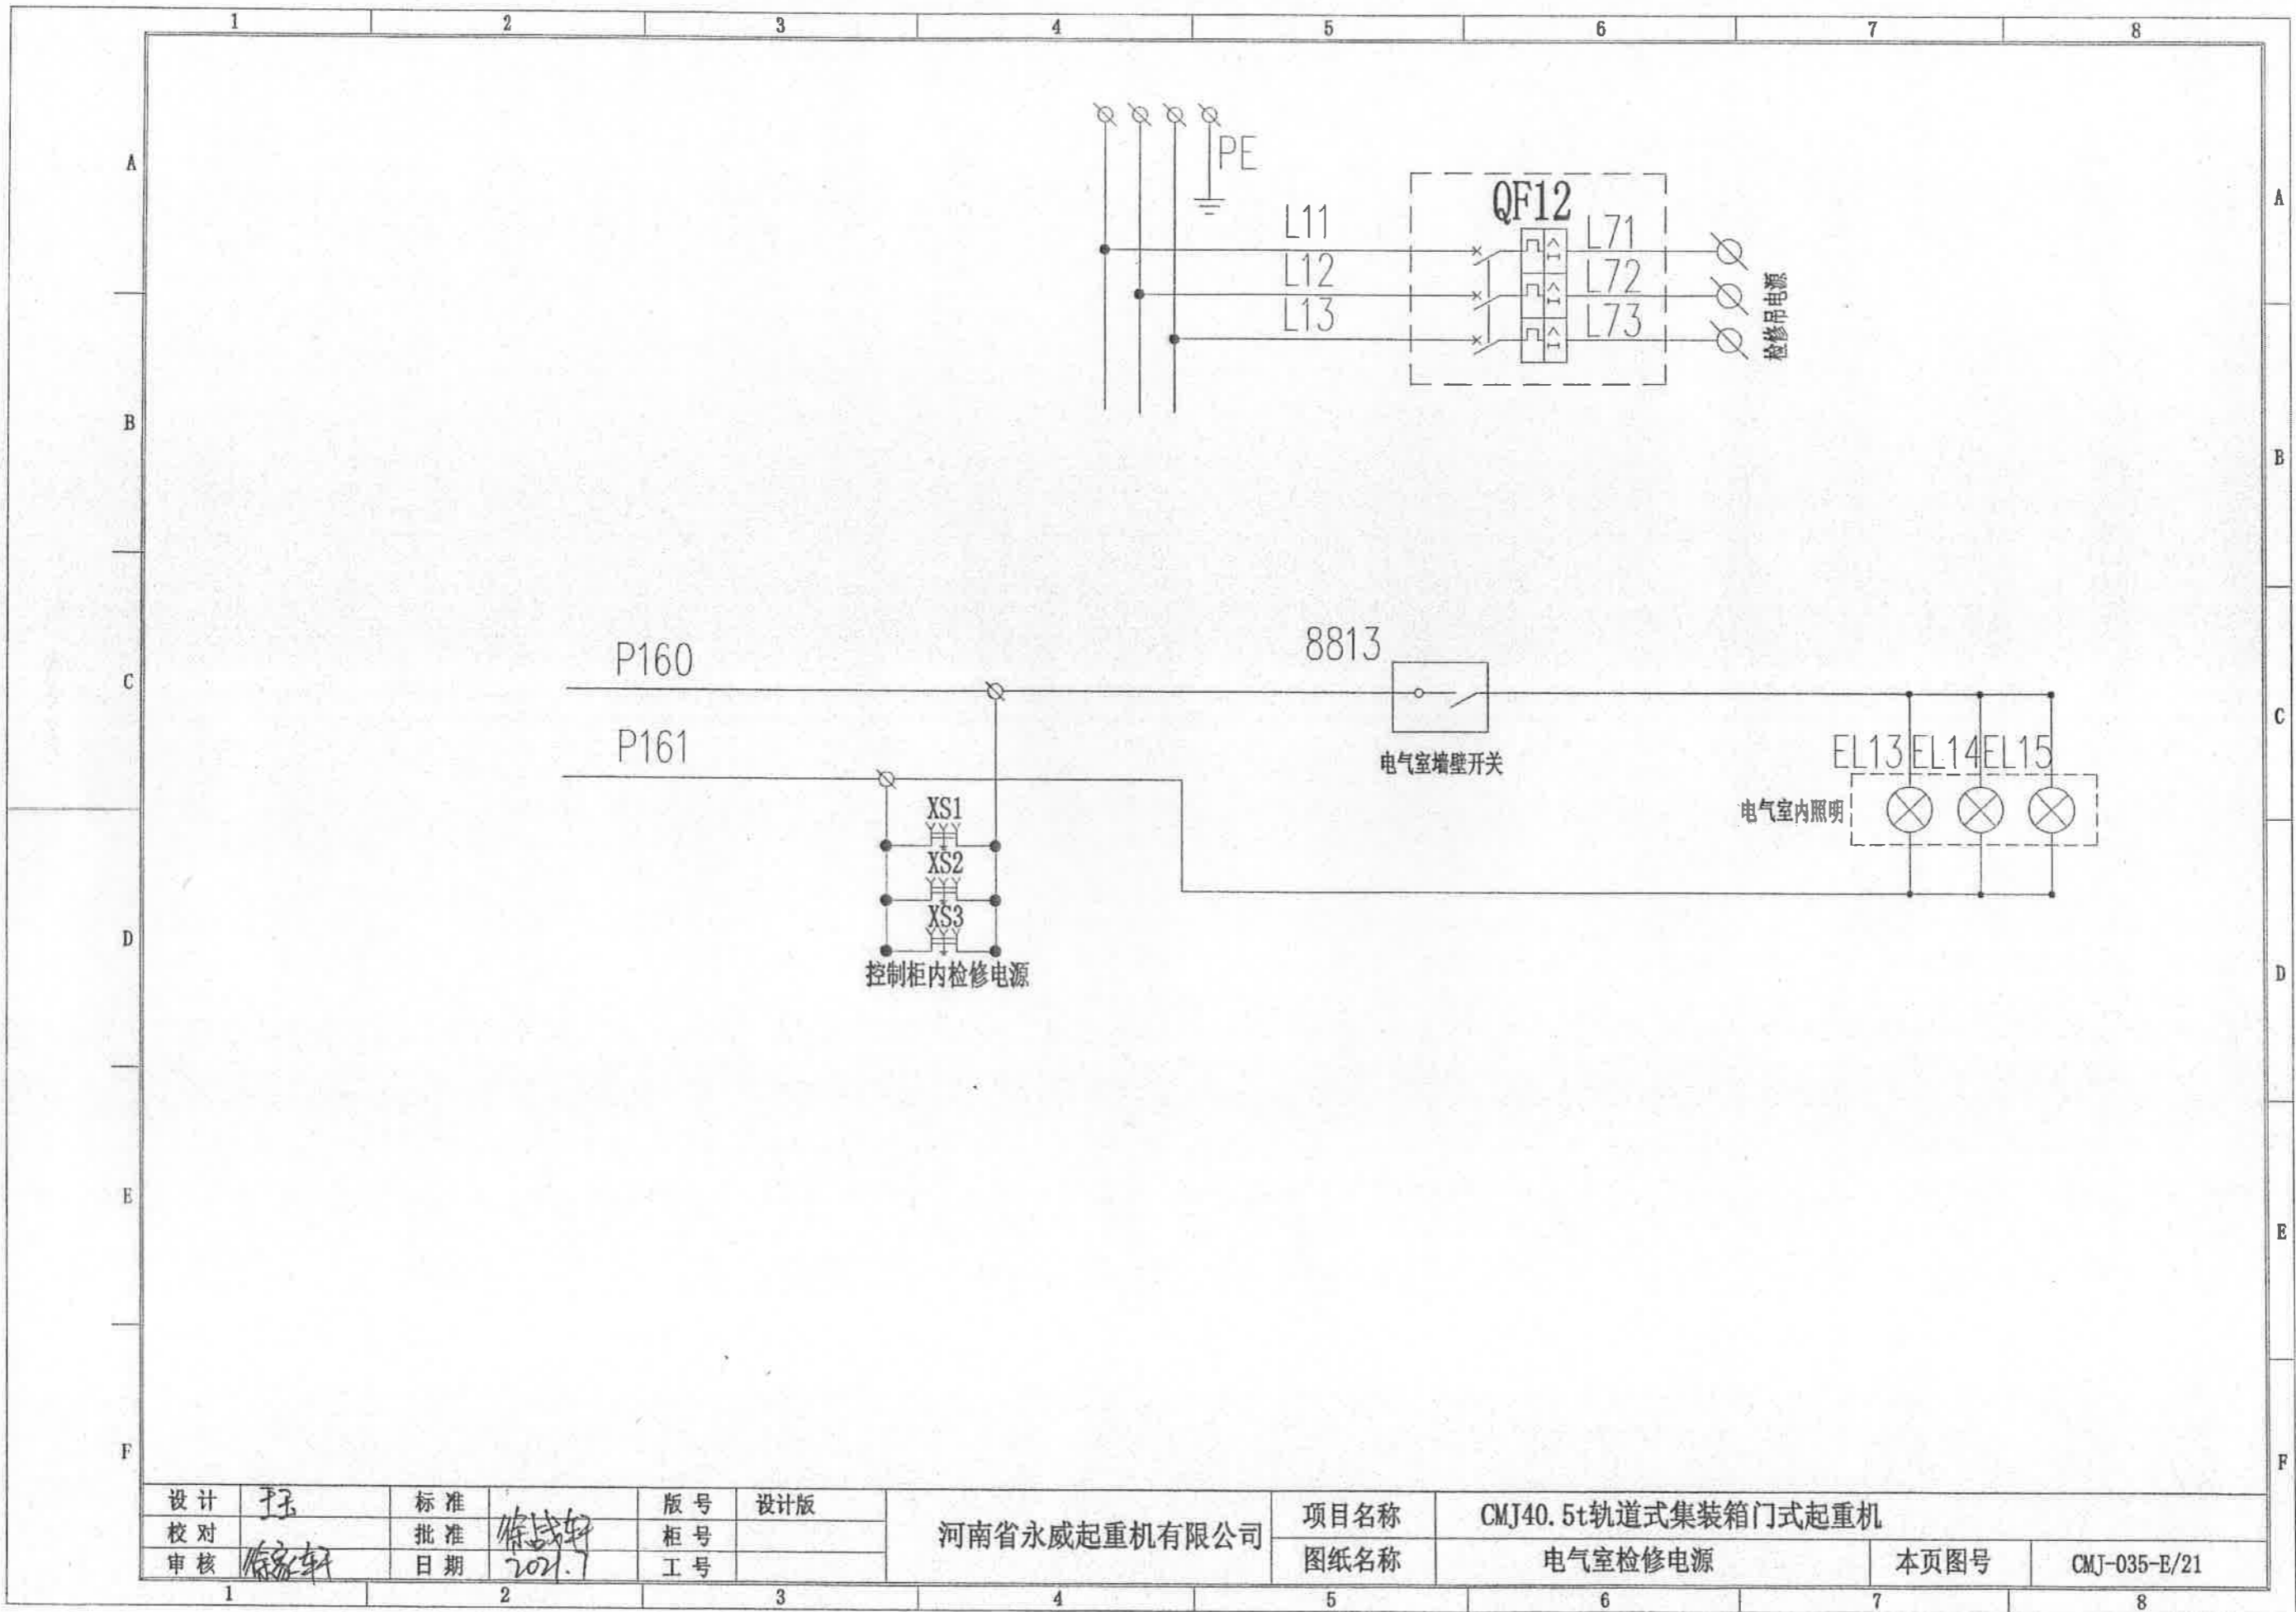 1 2 3 4 5 6 7 8
A
A
PE
QF12
L11
L71
L12
L72
L13
L73
检修吊电源
B
B
8813
P160
C
C
P161
电气室墙壁开关
EL13 EL14 EL15
电气室内照明
XS1
XS2
XS3
控制柜内检修电源
D
D
E
E
F
F
设计 标准 版号 设计版
校对 批准 柜号
审核 日期 2021.7 工号
河南省永威起重机有限公司
项目名称 CMJ40.5t轨道式集装箱门式起重机
图纸名称 电气室检修电源 本页图号 CMJ-035-E/21
1 2 3 4 5 6 7 8